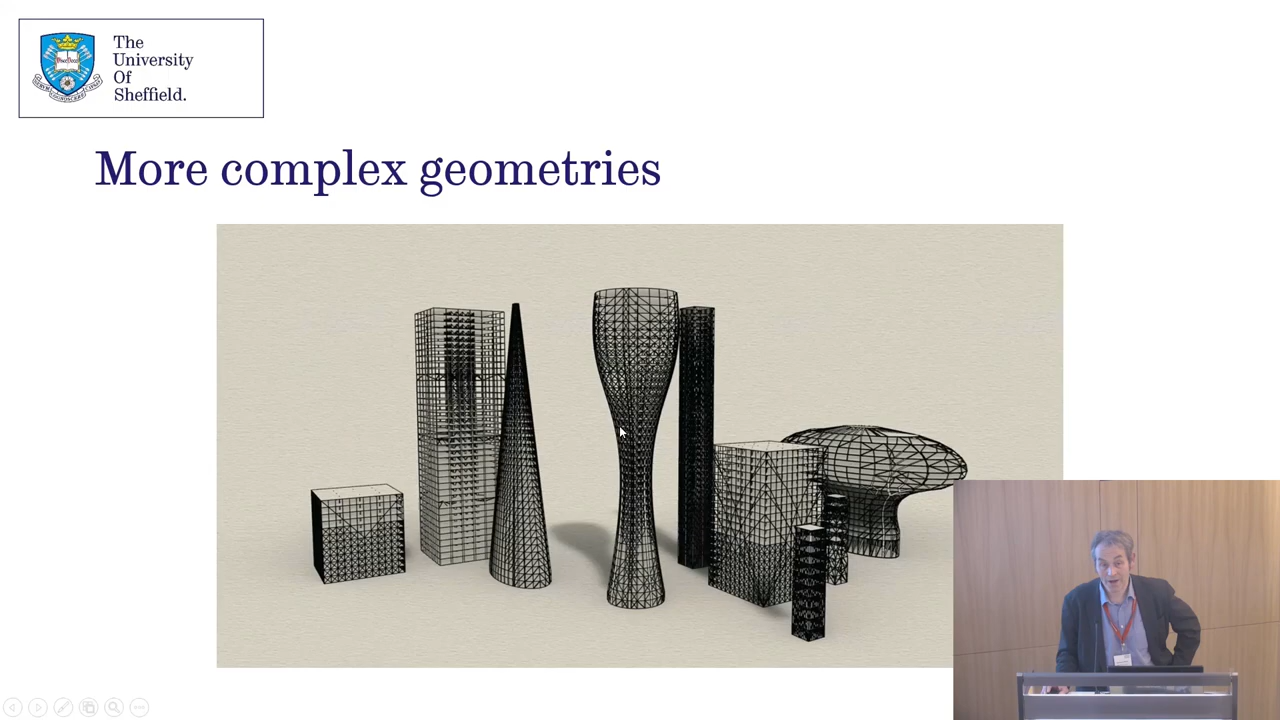 The
University
Of
Sheffield.
More complex geometries